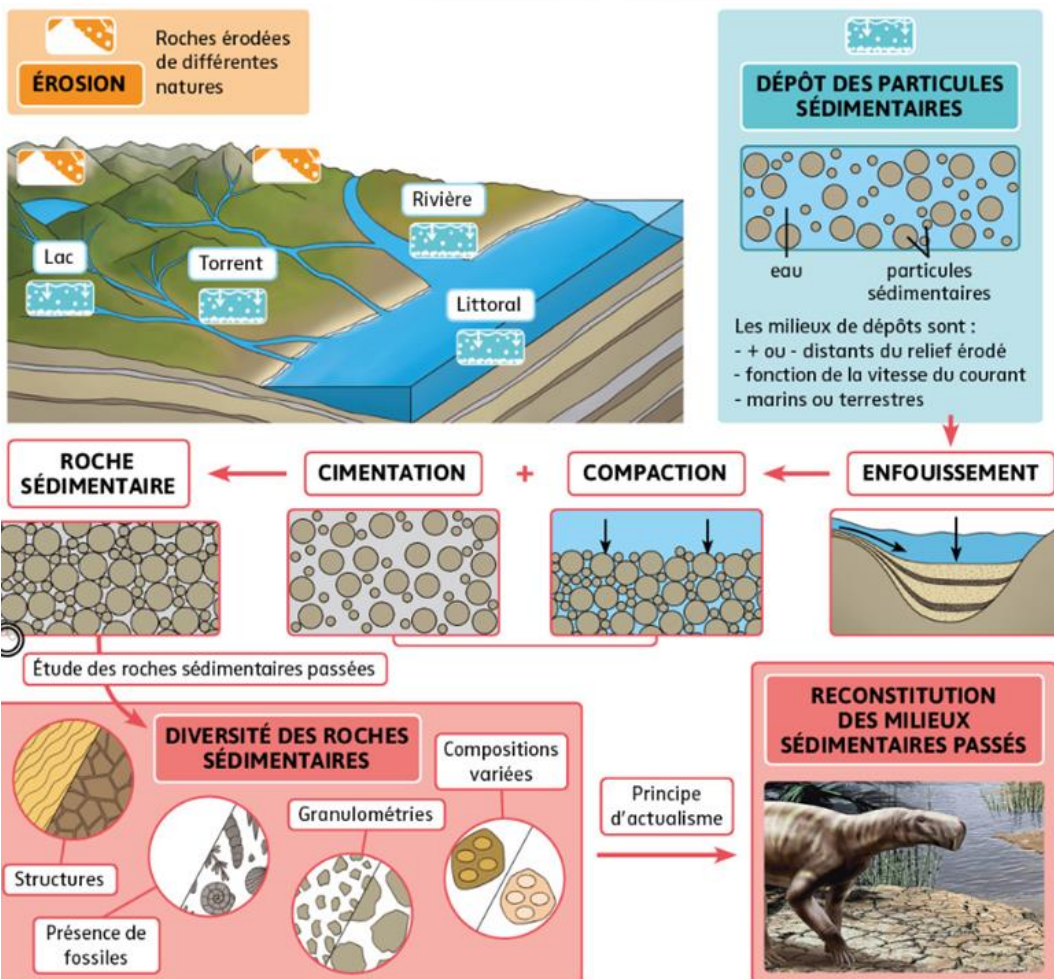 Roches érodées
de différentes
natures
ÉROSION
DÉPÔT DES PARTICULES
SÉDIMENTAIRES
Rivière
Lac
Torrent
Littoral
eau
particules
sédimentaires
Les milieux de dépôts sont :
- + ou - distants du relief érodé
- fonction de la vitesse du courant
- marins ou terrestres
ROCHE
SÉDIMENTAIRE
CIMENTATION
+
COMPACTION
ENFOUISSEMENT
Étude des roches sédimentaires passées
DIVERSITÉ DES ROCHES
SÉDIMENTAIRES
Structures
Présence de
fossiles
Granulométries
Compositions
variées
Principe
d'actualisme
RECONSTITUTION
DES MILIEUX
SÉDIMENTAIRES PASSÉS